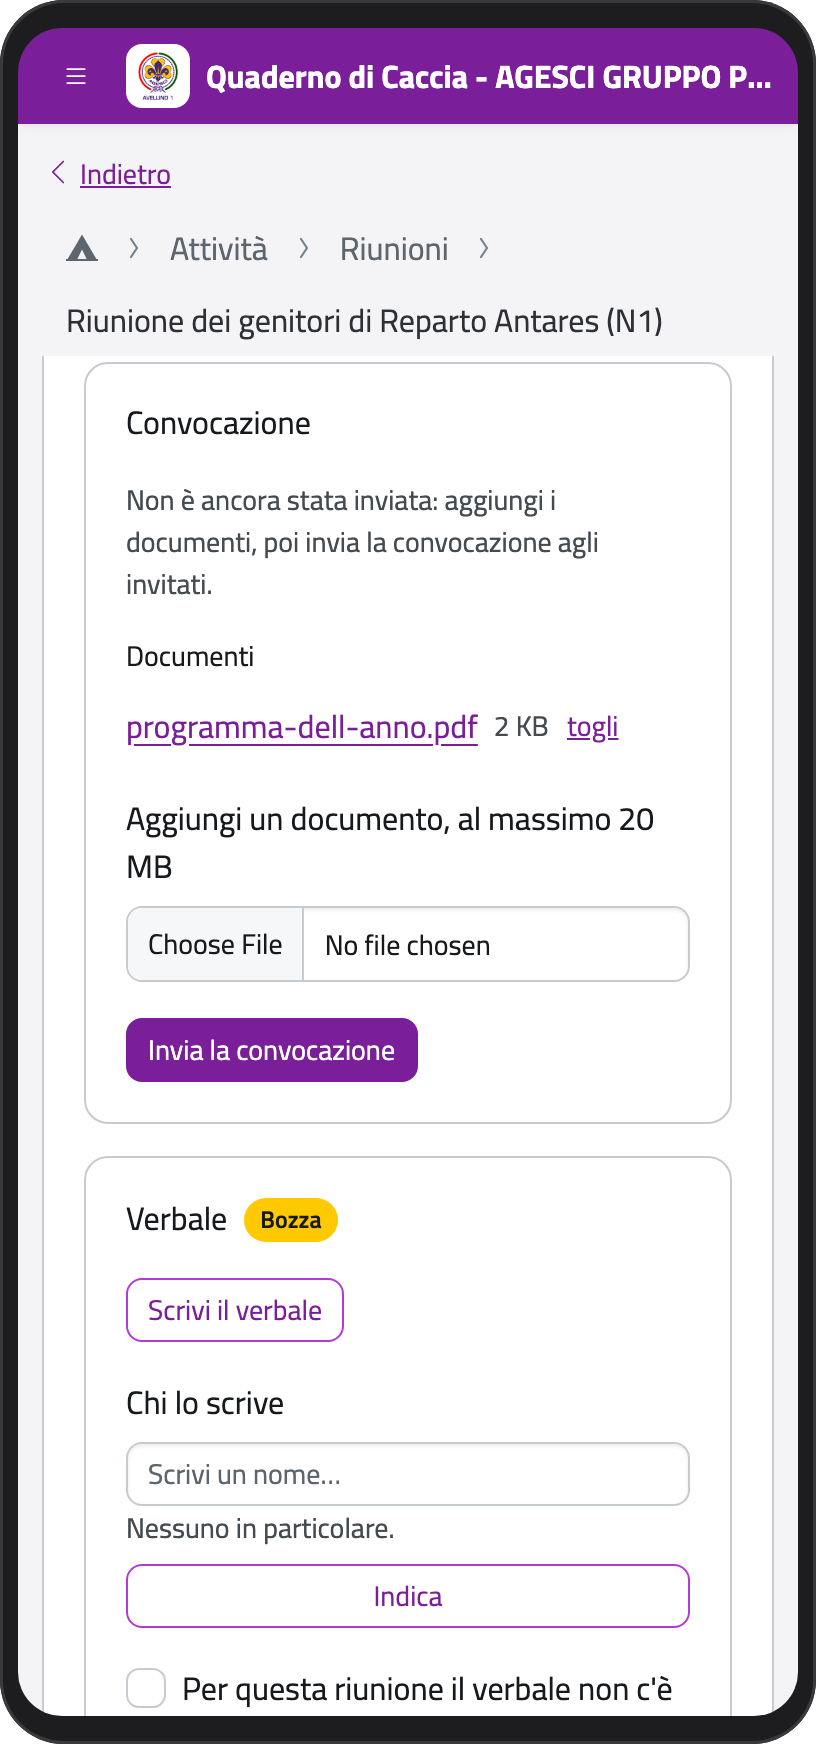 AVELLINO 1
Quaderno di Caccia - AGESCI GRUPPO P...
Indietro
Attività
Riunioni
Riunione dei genitori di Reparto Antares (N1)
Convocazione
Non è ancora stata inviata: aggiungi i
documenti, poi invia la convocazione agli
invitati.
Documenti
programma-dell-anno.pdf 2 KB togli
Aggiungi un documento, al massimo 20
MB
Choose File No file chosen
Invia la convocazione
Verbale Bozza
Scrivi il verbale
Chi lo scrive
Scrivi un nome...
Nessuno in particolare.
Indica
Per questa riunione il verbale non c'è